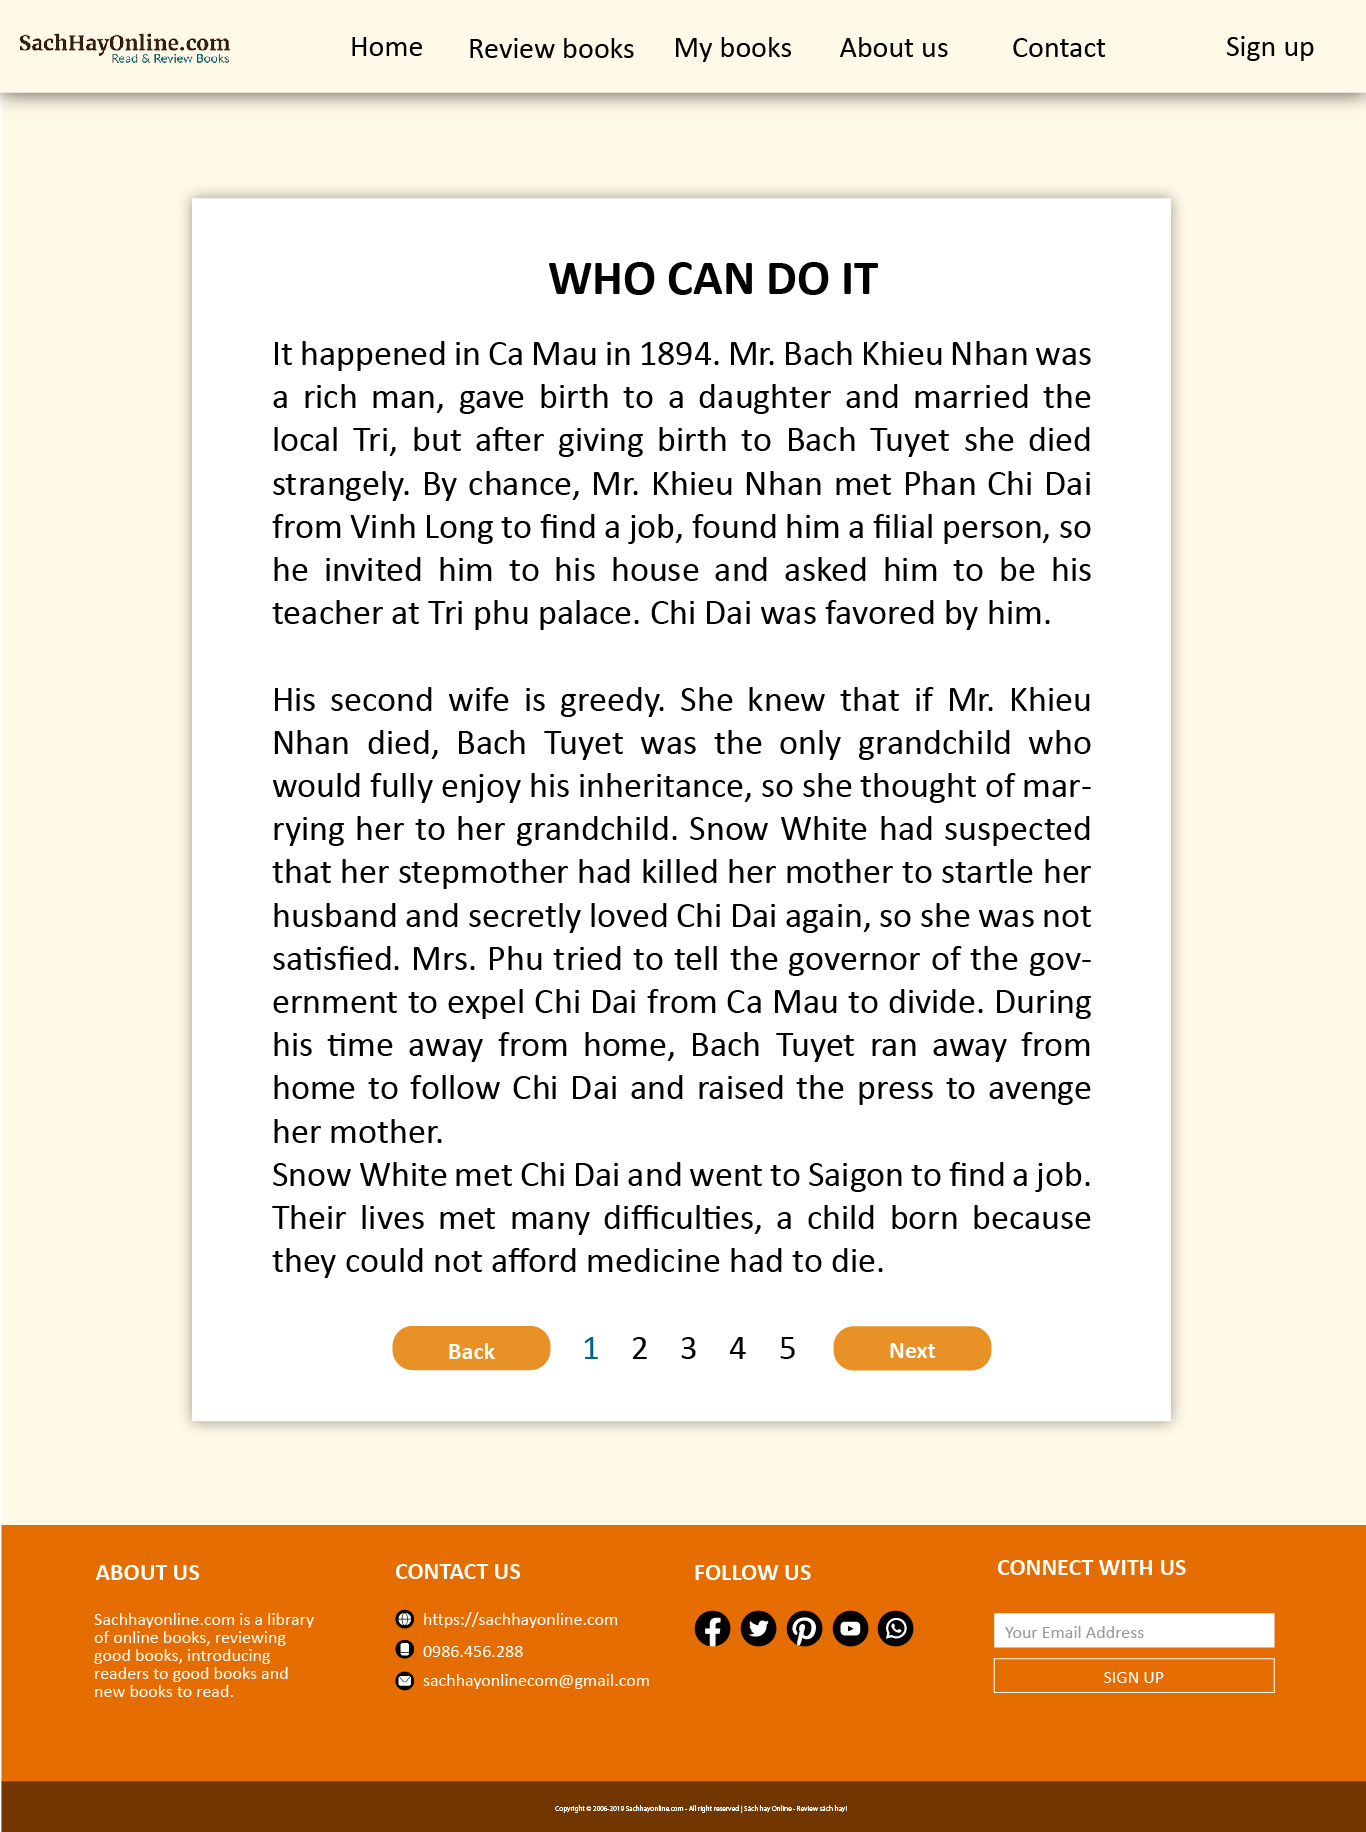 SachHayOnline.com
Read & Review Books
Home
Review books
My books
About us
Contact
Sign up
WHO CAN DO IT
It happened in Ca Mau in 1894. Mr. Bach Khieu Nhan was
a rich man, gave birth to a daughter and married the
local Tri, but after giving birth to Bach Tuyet she died
strangely. By chance, Mr. Khieu Nhan met Phan Chi Dai
from Vinh Long to find a job, found him a filial person, so
he invited him to his house and asked him to be his
teacher at Tri phu palace. Chi Dai was favored by him.
His second wife is greedy. She knew that if Mr. Khieu
Nhan died, Bach Tuyet was the only grandchild who
would fully enjoy his inheritance, so she thought of mar-
rying her to her grandchild. Snow White had suspected
that her stepmother had killed her mother to startle her
husband and secretly loved Chi Dai again, so she was not
satisfied. Mrs. Phu tried to tell the governor of the gov-
ernment to expel Chi Dai from Ca Mau to divide. During
his time away from home, Bach Tuyet ran away from
home to follow Chi Dai and raised the press to avenge
her mother.
Snow White met Chi Dai and went to Saigon to find a job.
Their lives met many difficulties, a child born because
they could not afford medicine had to die.
Back
1 2 3 4 5
Next
ABOUT US
Sachhayonline.com is a library
of online books, reviewing
good books, introducing
readers to good books and
new books to read.
CONTACT US
https://sachhayonline.com
0986.456.288
sachhayonlinecom@gmail.com
FOLLOW US
CONNECT WITH US
Your Email Address
SIGN UP
Copyright © 2006-2019 Sachhayonline.com - All right reserved | Sách hay Online - Review sách hay!